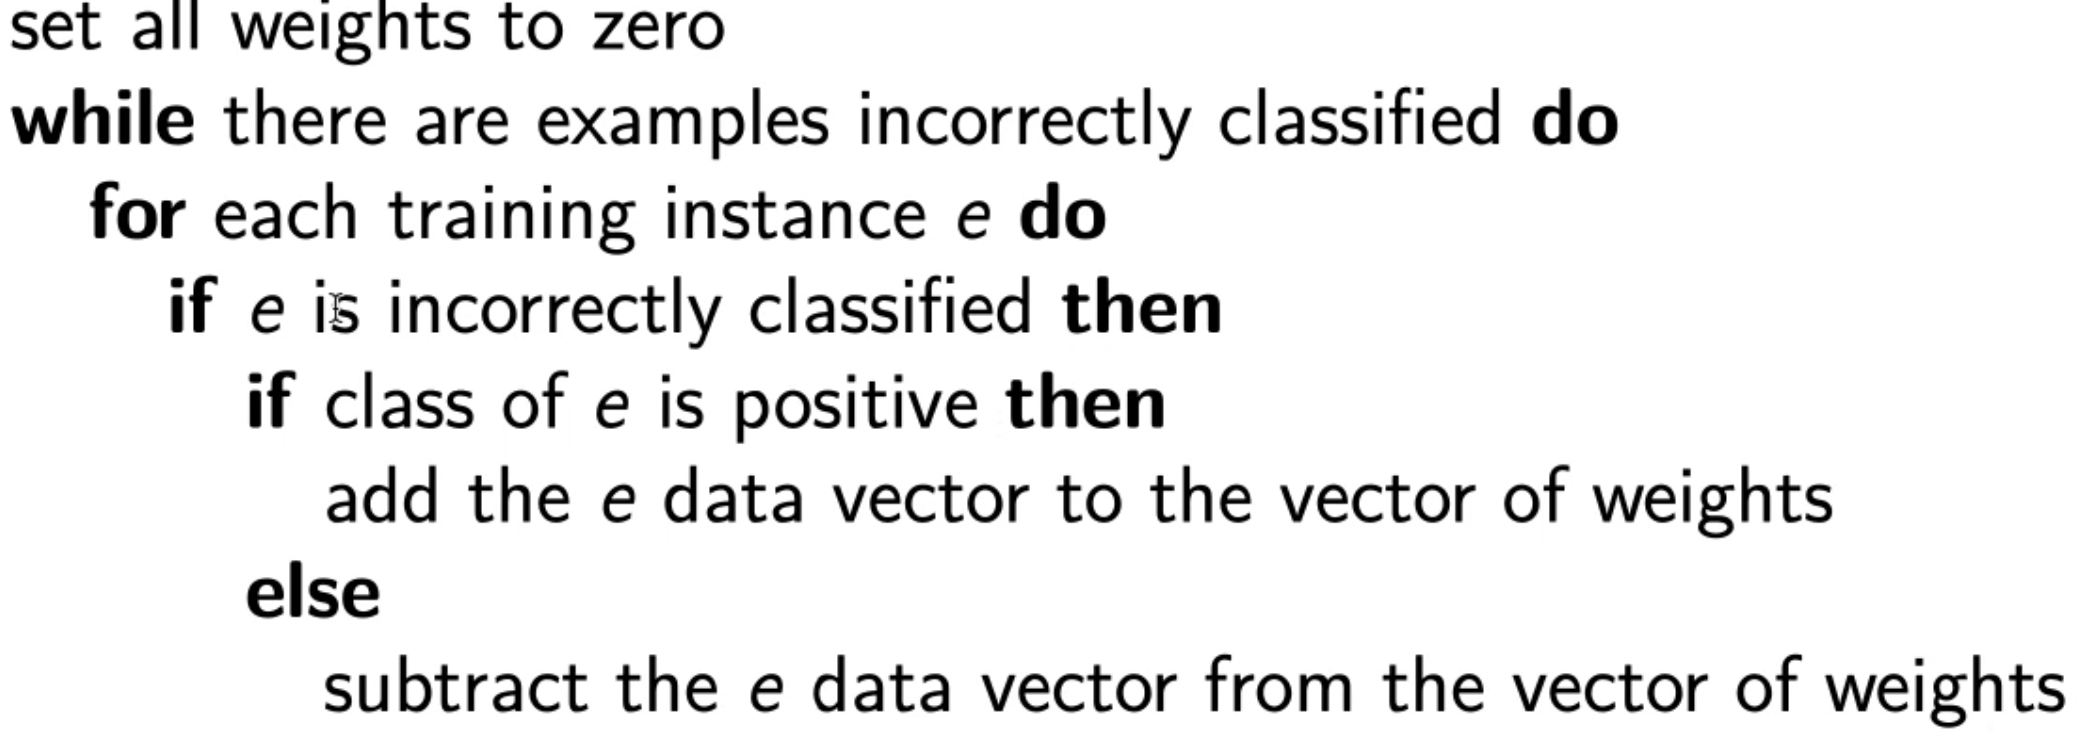 set all weights to zero
while there are examples incorrectly classified do
for each training instance e do
if e is incorrectly classified then
if class of e is positive then
add the e data vector to the vector of weights
else
subtract the e data vector from the vector of weights